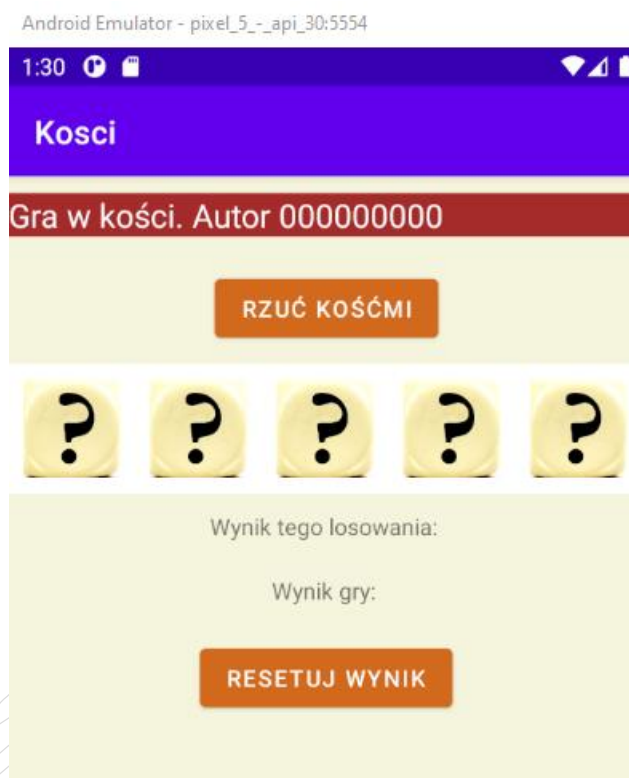 Android Emulator - pixel_5_-_api_30:5554
1:30
Kosci
Gra w kości. Autor 000000000
RZUĆ KOŚĆMI
? ? ? ? ?
Wynik tego losowania:
Wynik gry:
RESETUJ WYNIK